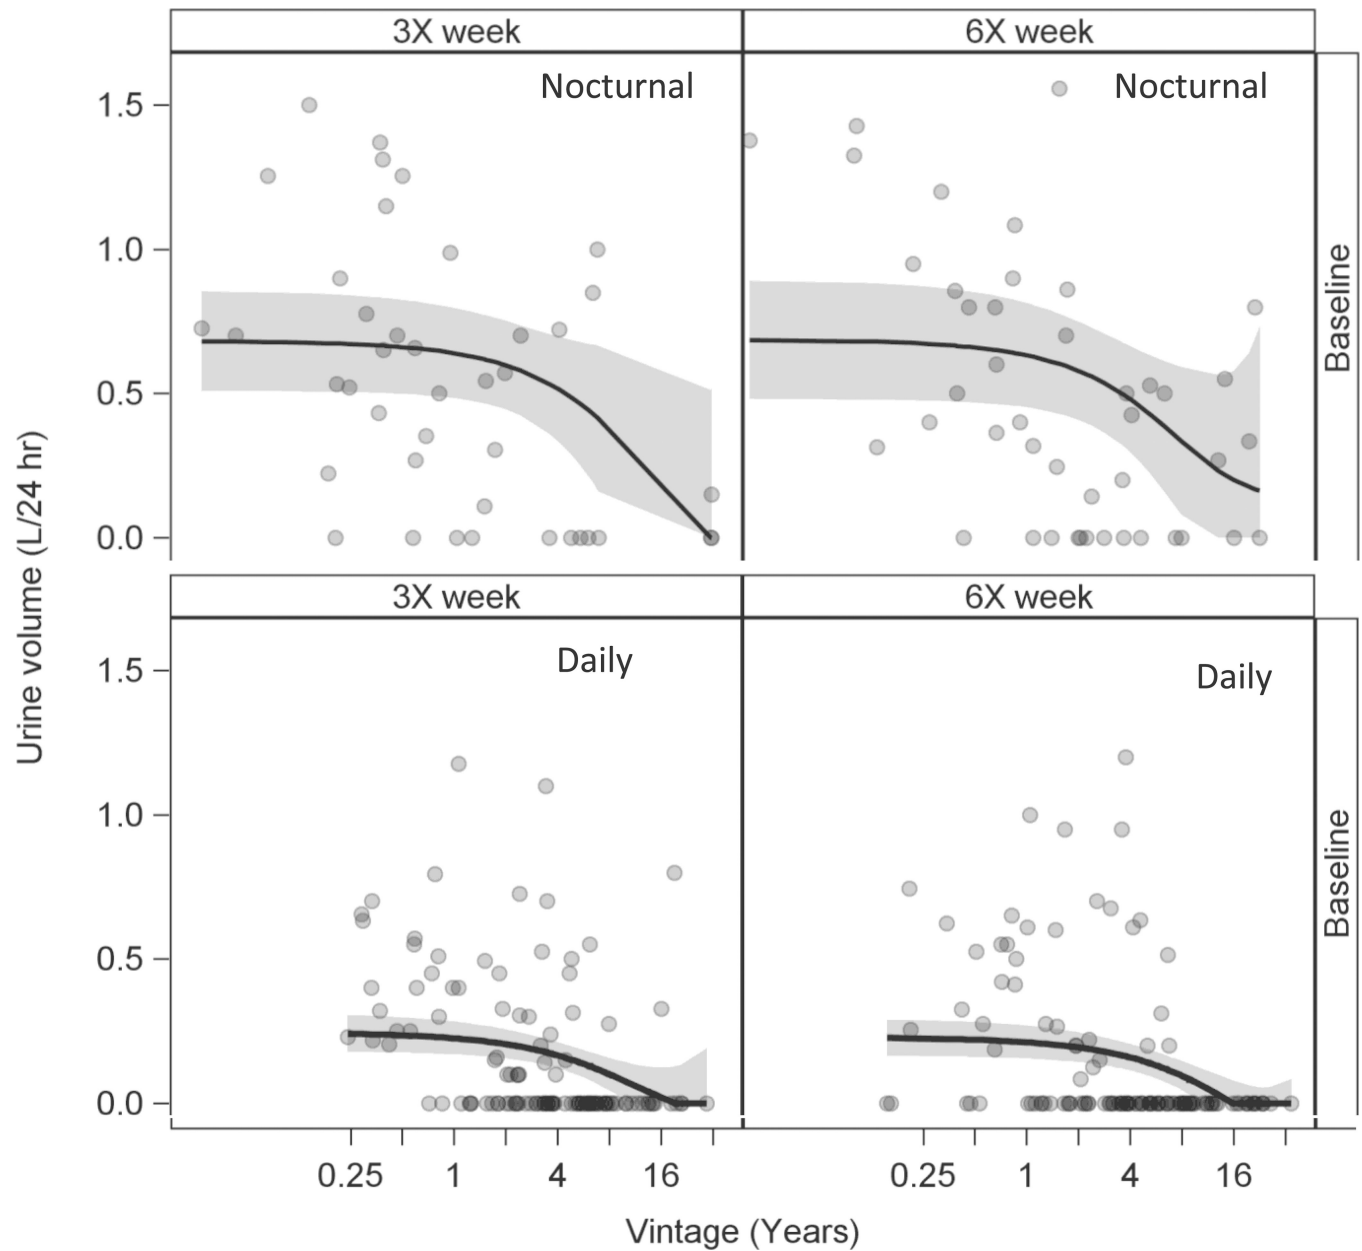 3X week
6X week
Nocturnal
Nocturnal
1.5
1.0
0.5
0.0
Baseline
Urine volume (L/24 hr)
3X week
6X week
Daily
Daily
1.5
1.0
0.5
0.0
Baseline
0.25 1 4 16
0.25 1 4 16
Vintage (Years)